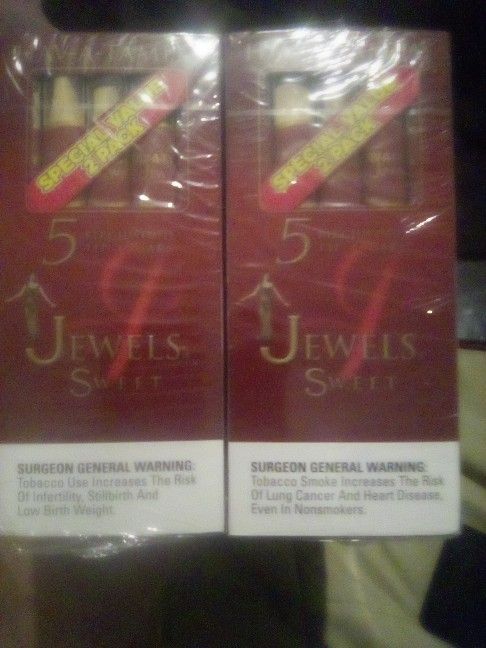 SPECIAL VALUE
2 PACK
5
JEWELS
SWEET
SURGEON GENERAL WARNING:
Tobacco Use Increases The Risk
Of Infertility, Stillbirth And
Low Birth Weight.
SPECIAL VALUE
2 PACK
5
JEWELS
SWEET
SURGEON GENERAL WARNING:
Tobacco Smoke Increases The Risk
Of Lung Cancer And Heart Disease,
Even In Nonsmokers.